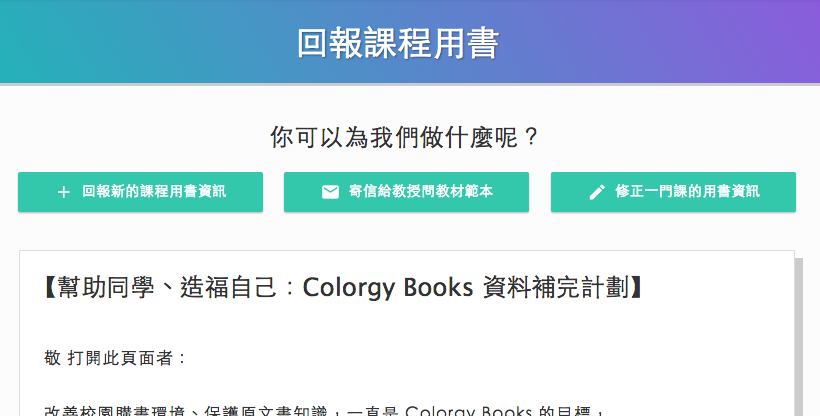 回報課程用書
你可以為我們做什麼呢？
回報新的課程用書資訊
寄信給教授問教材範本
修正一門課的用書資訊
【幫助同學、造福自己：Colorgy Books 資料補完計劃】
敬 打開此頁面者：
改善校園購書環境、保護原文書知識，一直是 Colorgy Books 的目標，